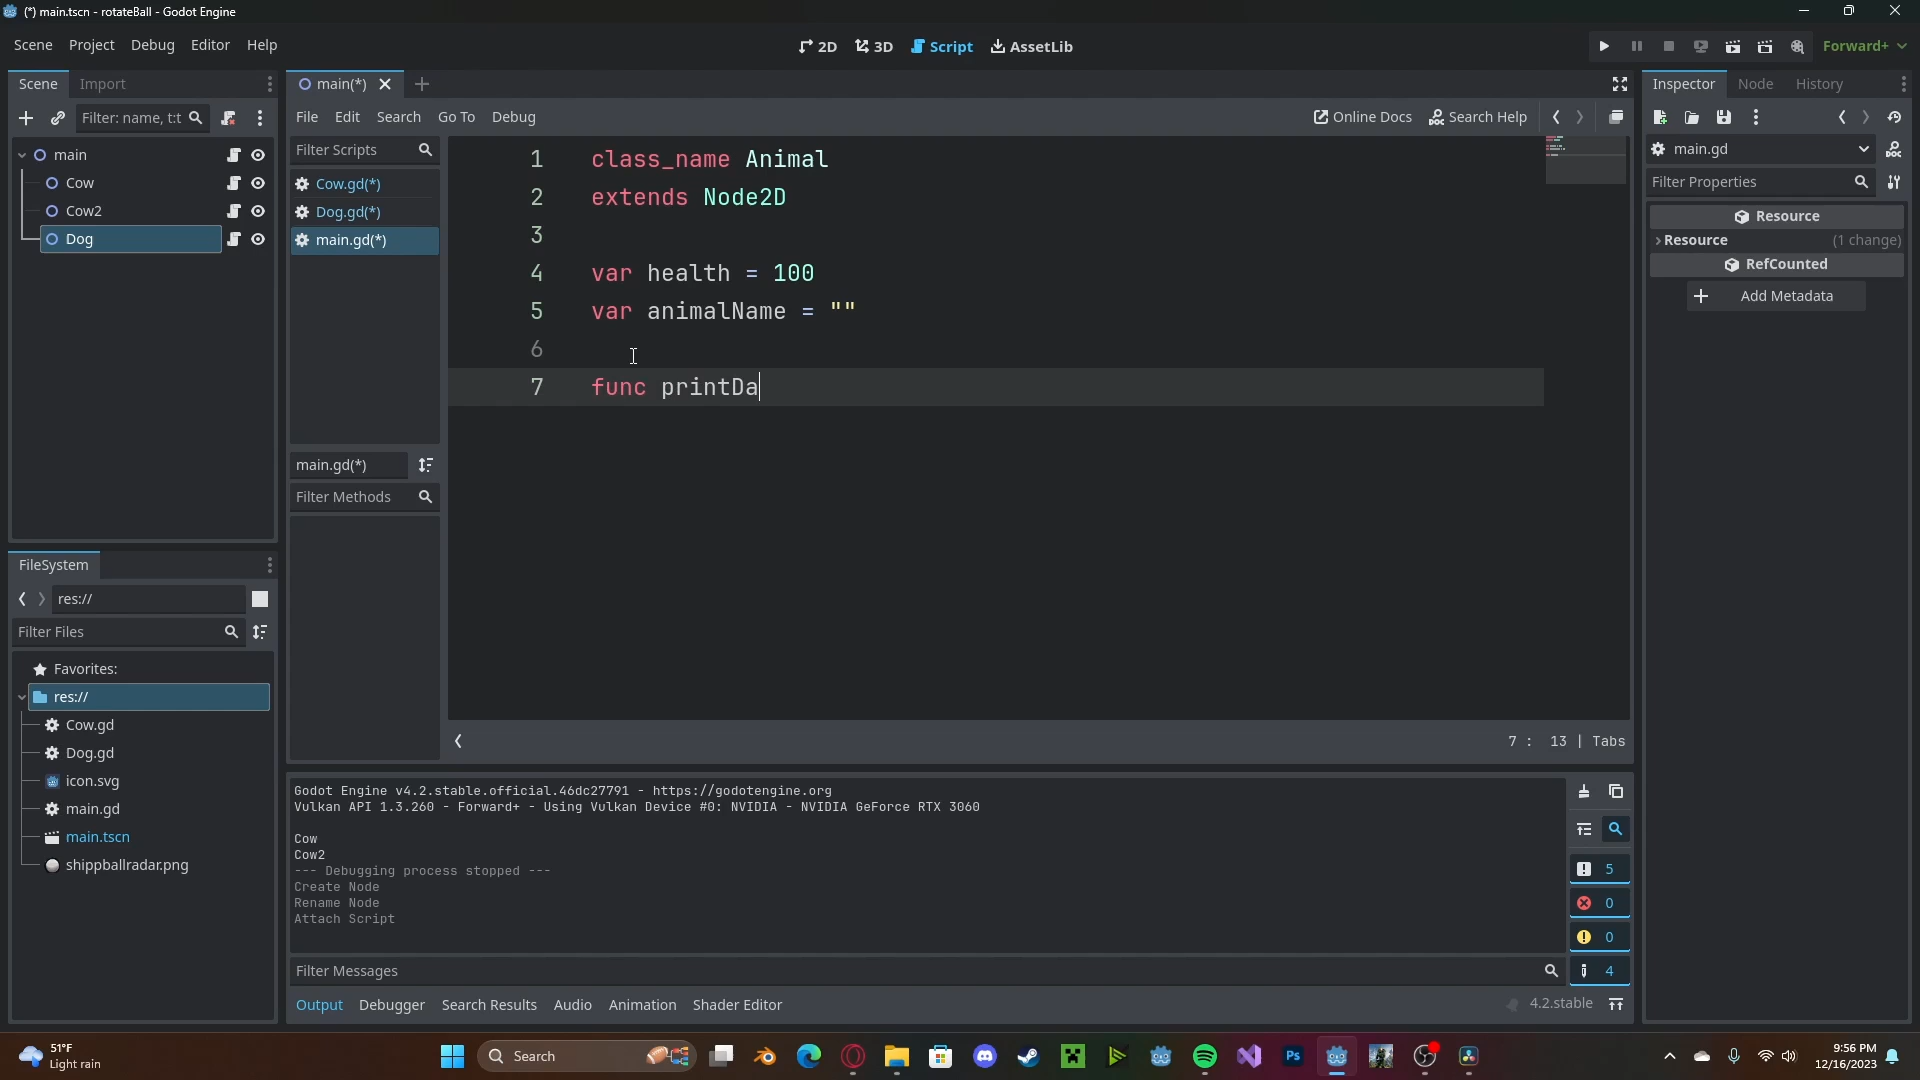 (*) main.tscn - rotateBall - Godot Engine
Scene Project Debug Editor Help
2D 3D Script AssetLib
Forward+
Scene Import
Filter: name, t:t
main
Cow
Cow2
Dog
main(*)
File Edit Search Go To Debug
Online Docs Search Help
Filter Scripts
Cow.gd(*)
Dog.gd(*)
main.gd(*)
main.gd(*)
Filter Methods
1 class_name Animal
2 extends Node2D
3
4 var health = 100
5 var animalName = ""
6
7 func printDa
7 : 13 | Tabs
Inspector Node History
main.gd
Filter Properties
Resource
Resource (1 change)
RefCounted
Add Metadata
FileSystem
res://
Filter Files
Favorites:
res://
Cow.gd
Dog.gd
icon.svg
main.gd
main.tscn
shippballradar.png
Godot Engine v4.2.stable.official.46dc27791 - https://godotengine.org
Vulkan API 1.3.260 - Forward+ - Using Vulkan Device #0: NVIDIA - NVIDIA GeForce RTX 3060
Cow
Cow2
--- Debugging process stopped ---
Create Node
Rename Node
Attach Script
5
0
0
4
Filter Messages
Output Debugger Search Results Audio Animation Shader Editor
4.2.stable
51°F
Light rain
Search
Ps
9:56 PM
12/16/2023